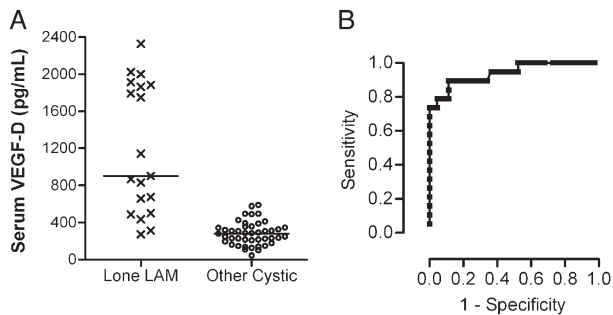 A
Serum VEGF-D (pg/mL)
2400
2000
1600
1200
800
400
0
Lone LAM
Other Cystic
B
Sensitivity
1.0
0.8
0.6
0.4
0.2
0.0
0.0 0.2 0.4 0.6 0.8 1.0
1 - Specificity